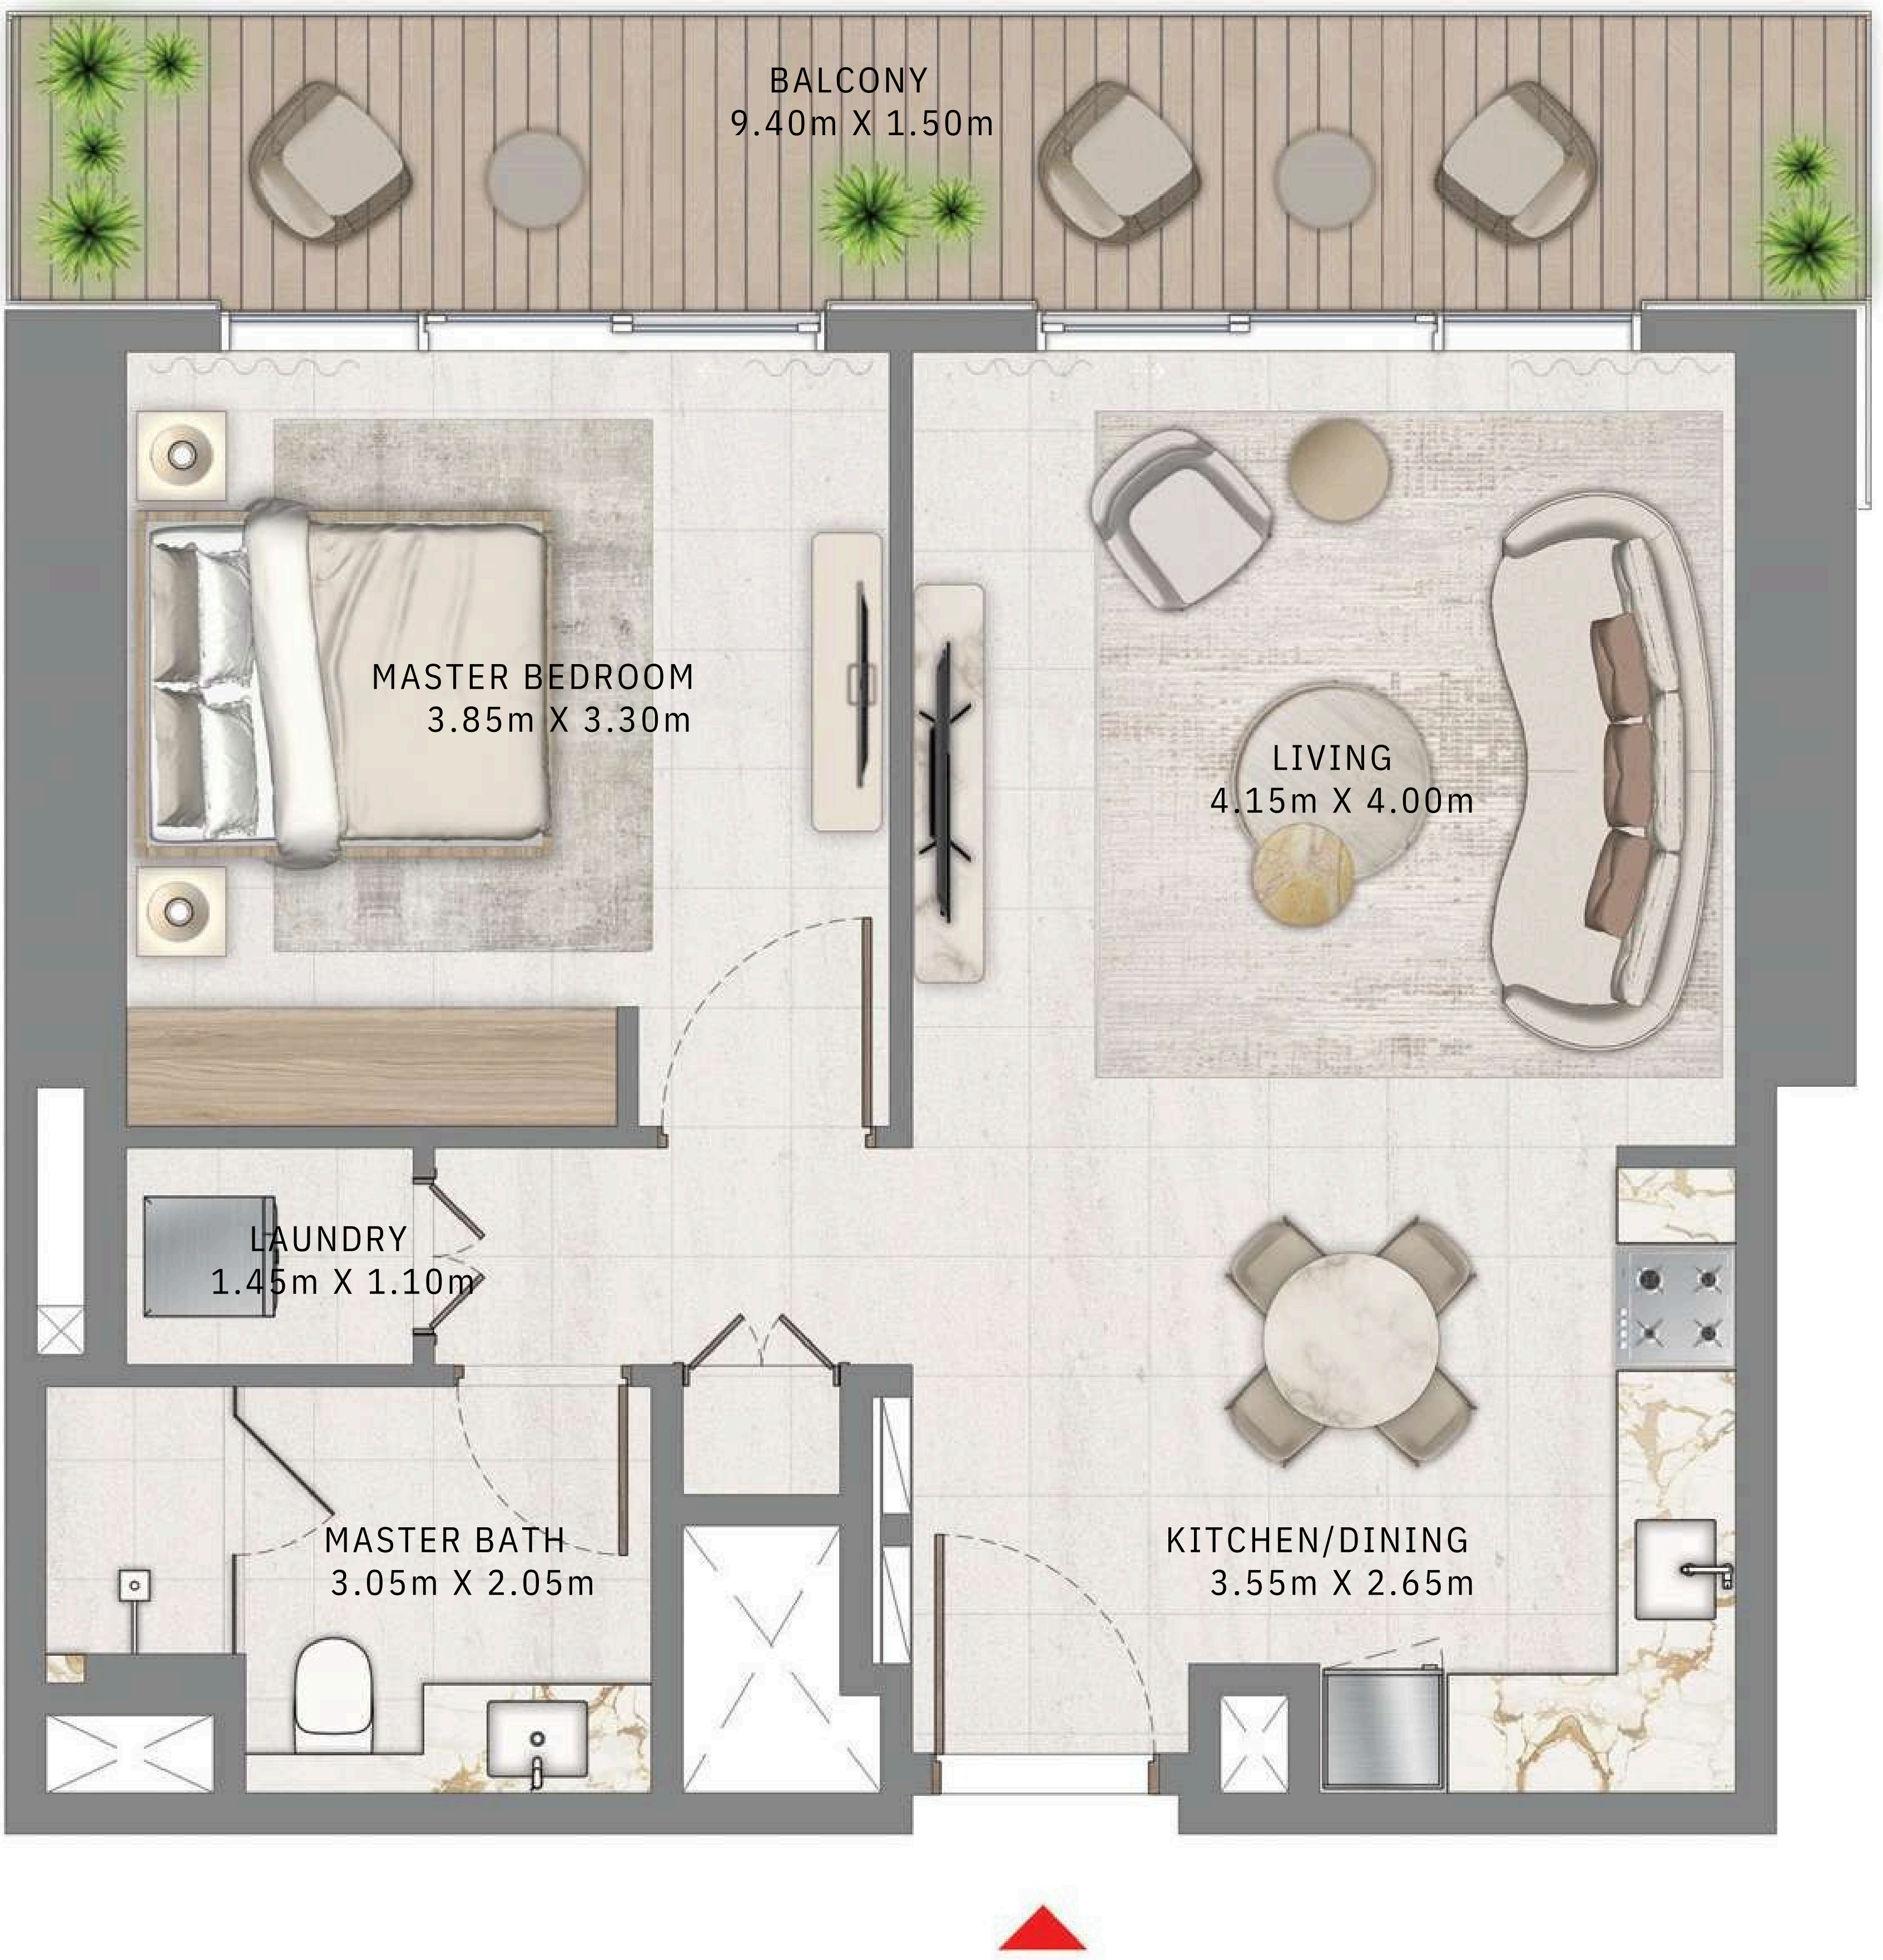 BALCONY
9.40m X 1.50m
MASTER BEDROOM
3.85m X 3.30m
LIVING
4.15m X 4.00m
LAUNDRY
1.45m X 1.10m
MASTER BATH
3.05m X 2.05m
KITCHEN/DINING
3.55m X 2.65m